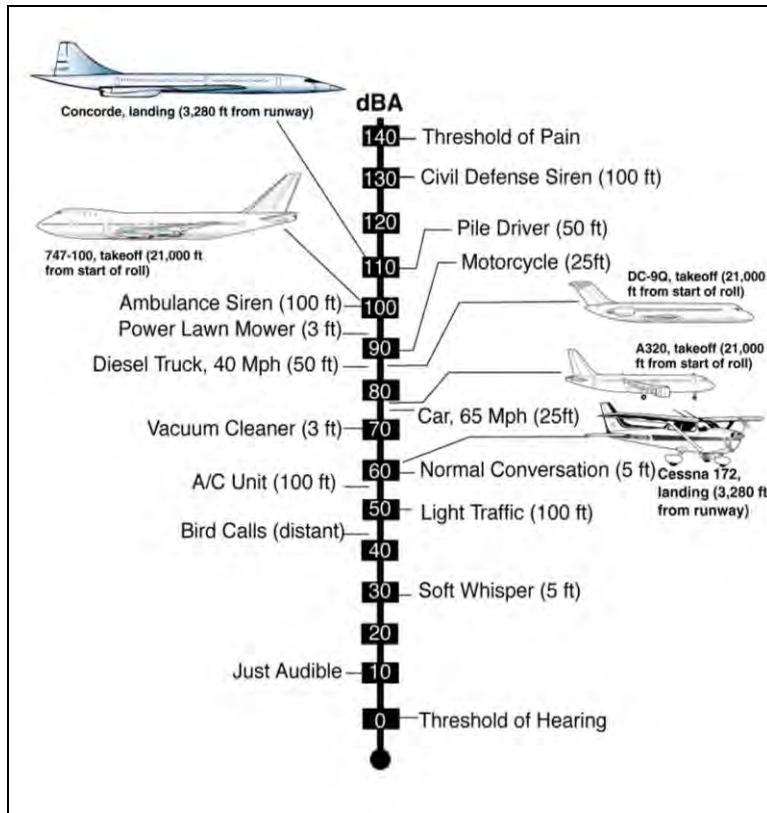 Concorde, landing (3,280 ft from runway)
dBA
140
Threshold of Pain
130
Civil Defense Siren (100 ft)
120
Pile Driver (50 ft)
747-100, takeoff (21,000 ft
from start of roll)
110
Motorcycle (25ft)
DC-9Q, takeoff (21,000
ft from start of roll)
Ambulance Siren (100 ft)
100
Power Lawn Mower (3 ft)
90
A320, takeoff (21,000
ft from start of roll)
Diesel Truck, 40 Mph (50 ft)
80
Car, 65 Mph (25ft)
Vacuum Cleaner (3 ft)
70
60
Normal Conversation (5 ft)
Cessna 172,
landing (3,280 ft
from runway)
A/C Unit (100 ft)
50
Light Traffic (100 ft)
Bird Calls (distant)
40
30
Soft Whisper (5 ft)
20
Just Audible
10
0
Threshold of Hearing